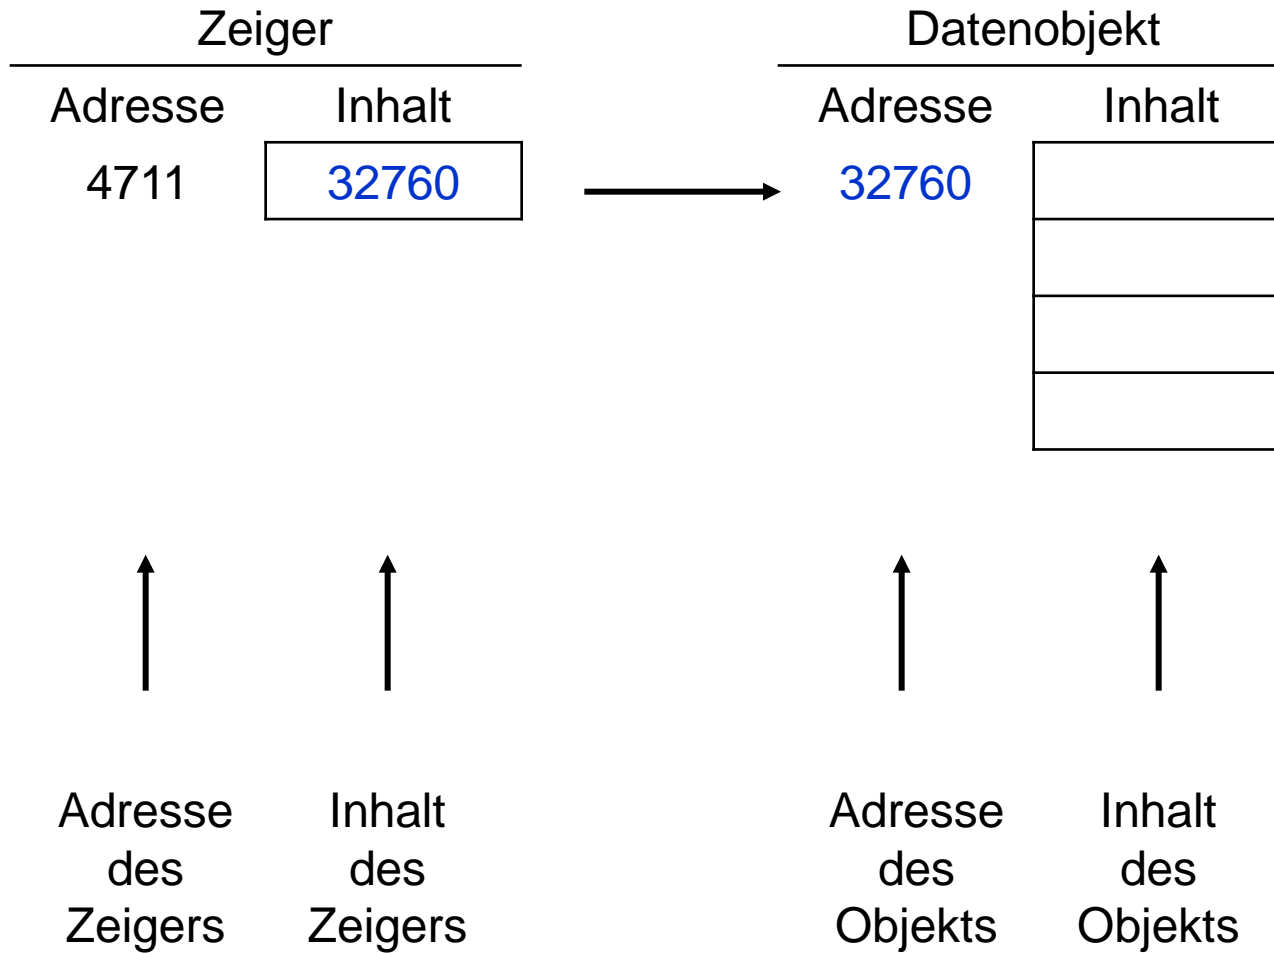 Zeiger Datenobjekt
Adresse Inhalt Adresse Inhalt
4711 32760 32760
Adresse Inhalt Adresse Inhalt
des des des des
Zeigers Zeigers Objekts Objekts